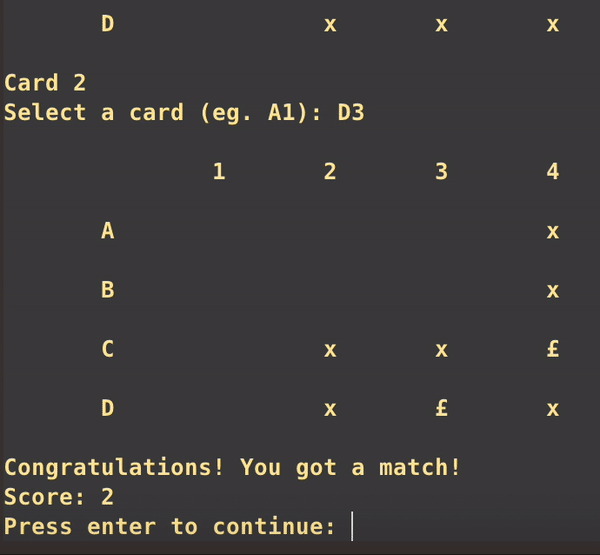 D x x x
Card 2
Select a card (eg. A1): D3
1 2 3 4
A x
B x
C x x £
D x £ x
Congratulations! You got a match!
Score: 2
Press enter to continue: